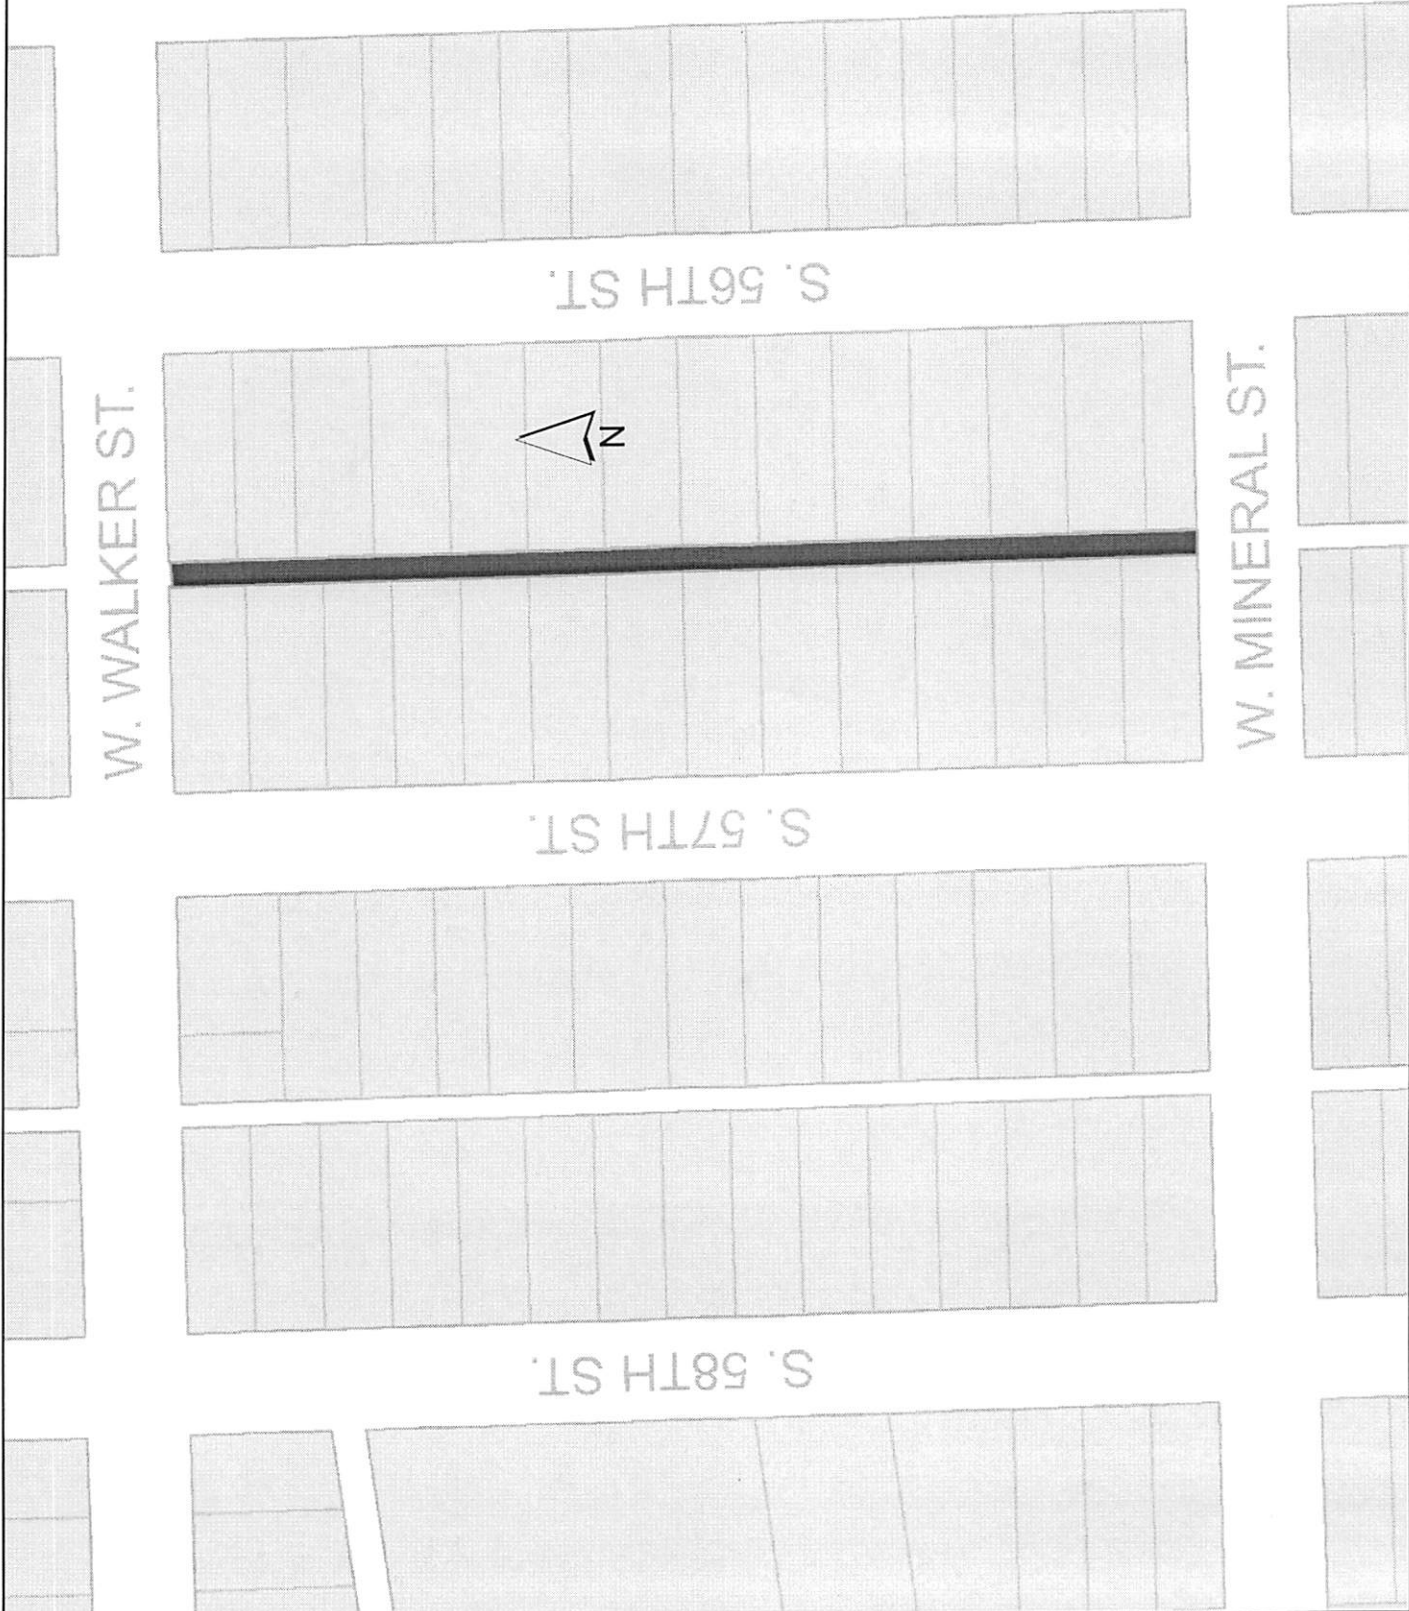 S. 56TH ST.
W. WALKER ST.
N
W. MINERAL ST.
S. 57TH ST.
S. 58TH ST.